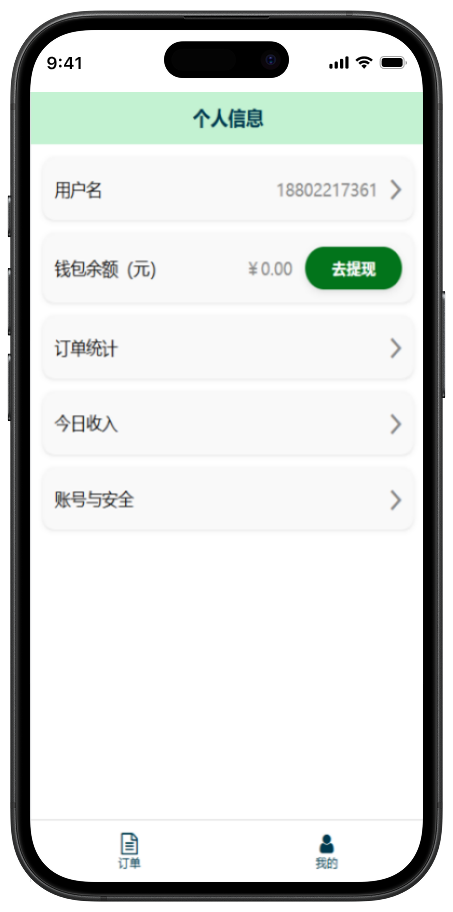 9:41
个人信息
用户名 18802217361
钱包余额（元） ¥0.00 去提现
订单统计
今日收入
账号与安全
订单 我的